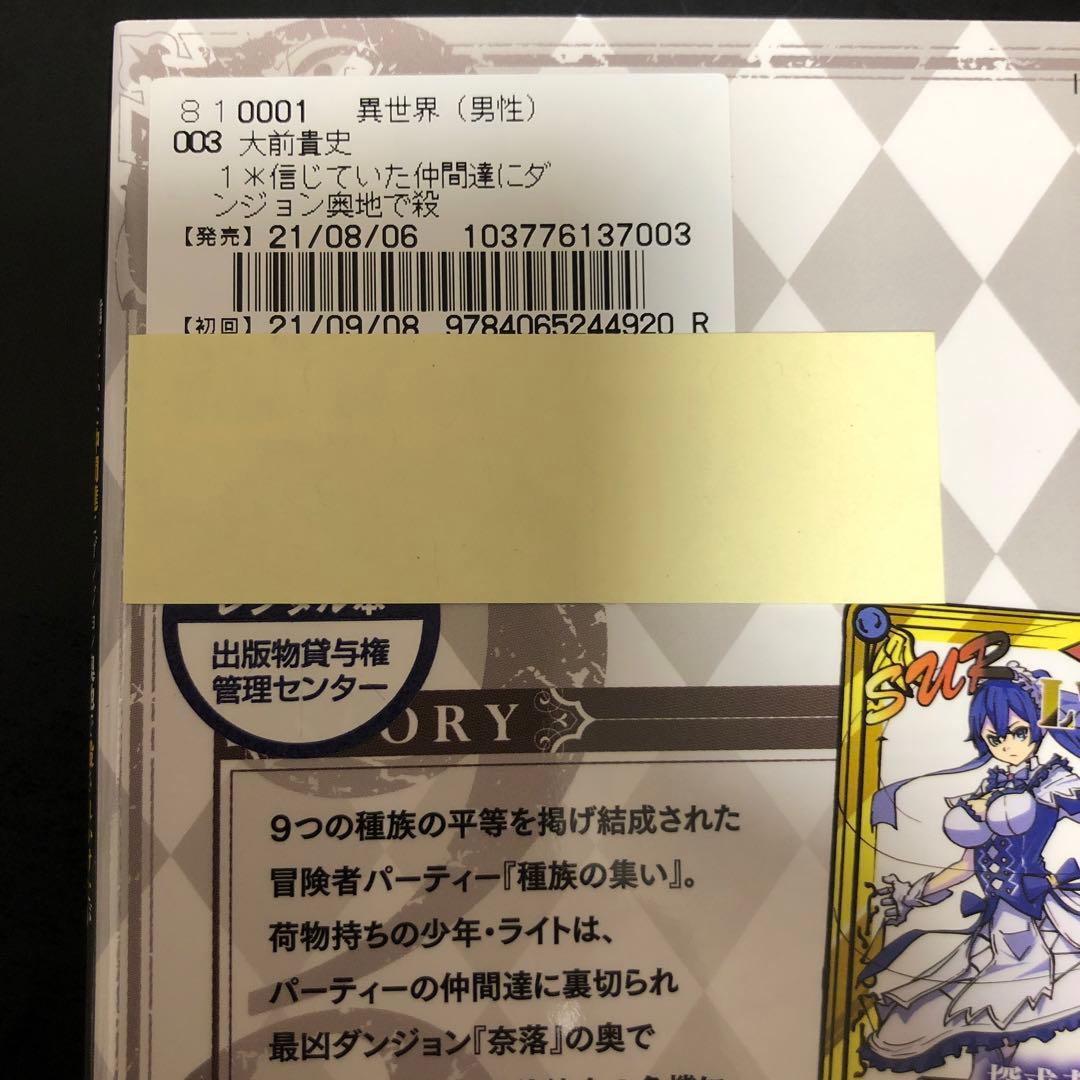 ８１0001 異世界（男性）
003 大前貴史
１＊信じていた仲間達にダ
ンジョン奥地で殺
【発売】21/08/06 103776137003
【初回】21/09/08 9784065244920 R
レンタル本
出版物貸与権
管理センター
ORY
SUR
L
9つの種族の平等を掲げ結成された
冒険者パーティー『種族の集い』。
荷物持ちの少年・ライトは、
パーティーの仲間達に裏切られ
最凶ダンジョン『奈落』の奥で